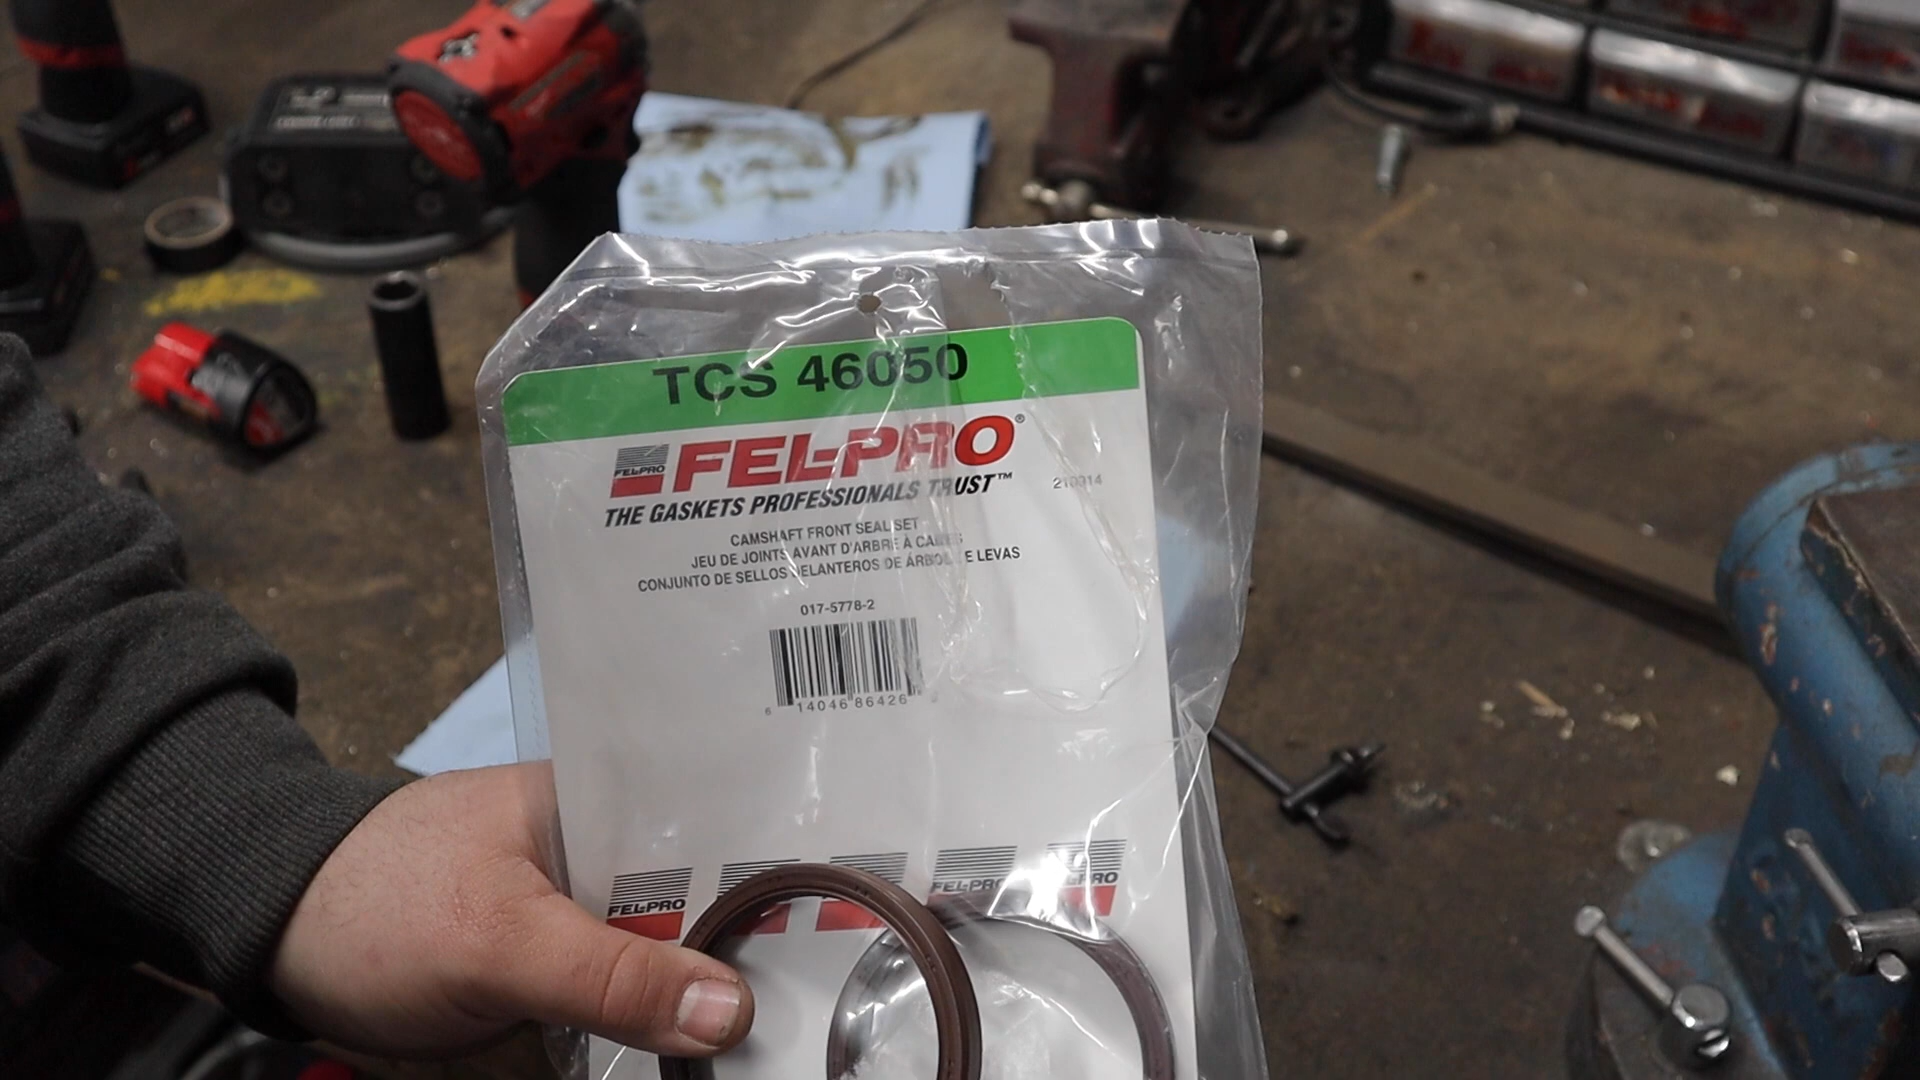 TCS 46050
FEL-PRO
FEL-PRO®
THE GASKETS PROFESSIONALS TRUST™
CAMSHAFT FRONT SEAL SET
JEU DE JOINTS AVANT D'ARBRE À CAMES
CONJUNTO DE SELLOS DELANTEROS DE ÁRBOL DE LEVAS
017-5778-2
6 14046 86426
FEL-PRO FEL-PRO FEL-PRO